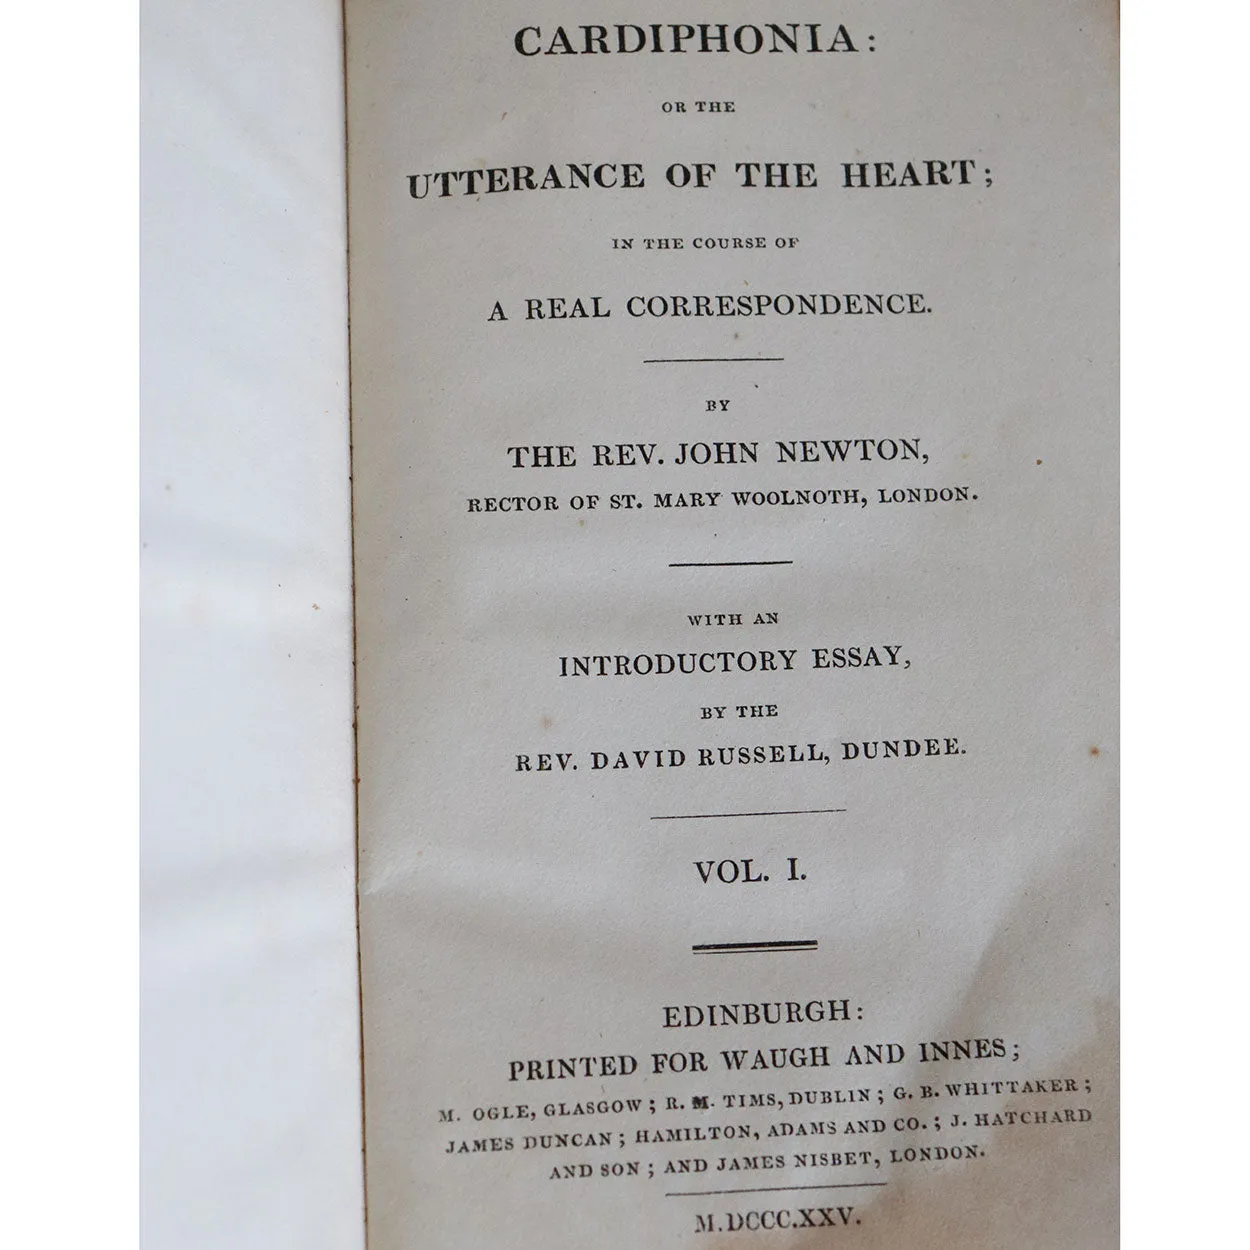 CARDIPHONIA:
OR THE
UTTERANCE OF THE HEART;
IN THE COURSE OF
A REAL CORRESPONDENCE.
BY
THE REV. JOHN NEWTON,
RECTOR OF ST. MARY WOOLNOTH, LONDON.
WITH AN
INTRODUCTORY ESSAY,
BY THE
REV. DAVID RUSSELL, DUNDEE.
VOL. I.
EDINBURGH:
PRINTED FOR WAUGH AND INNES;
M. OGLE, GLASGOW; R. M. TIMS, DUBLIN; G. B. WHITTAKER;
JAMES DUNCAN; HAMILTON, ADAMS AND CO.; J. HATCHARD
AND SON; AND JAMES NISBET, LONDON.
M.DCCC.XXV.